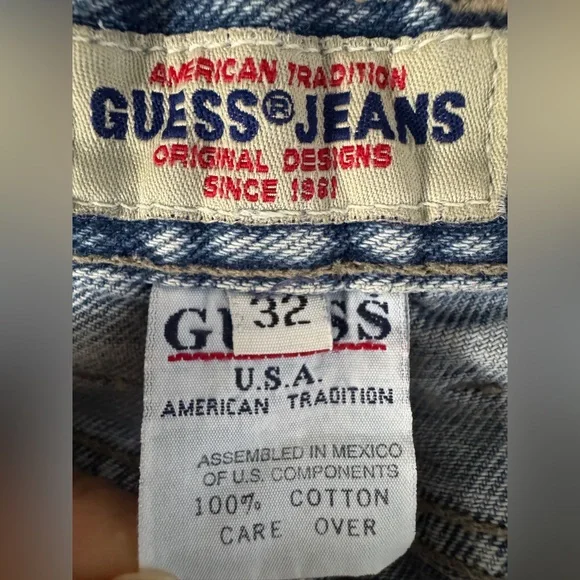 AMERICAN TRADITION
GUESS® JEANS
ORIGINAL DESIGNS
SINCE 1981
32
U.S.A.
AMERICAN TRADITION
ASSEMBLED IN MEXICO
OF U.S. COMPONENTS
100% COTTON
CARE OVER